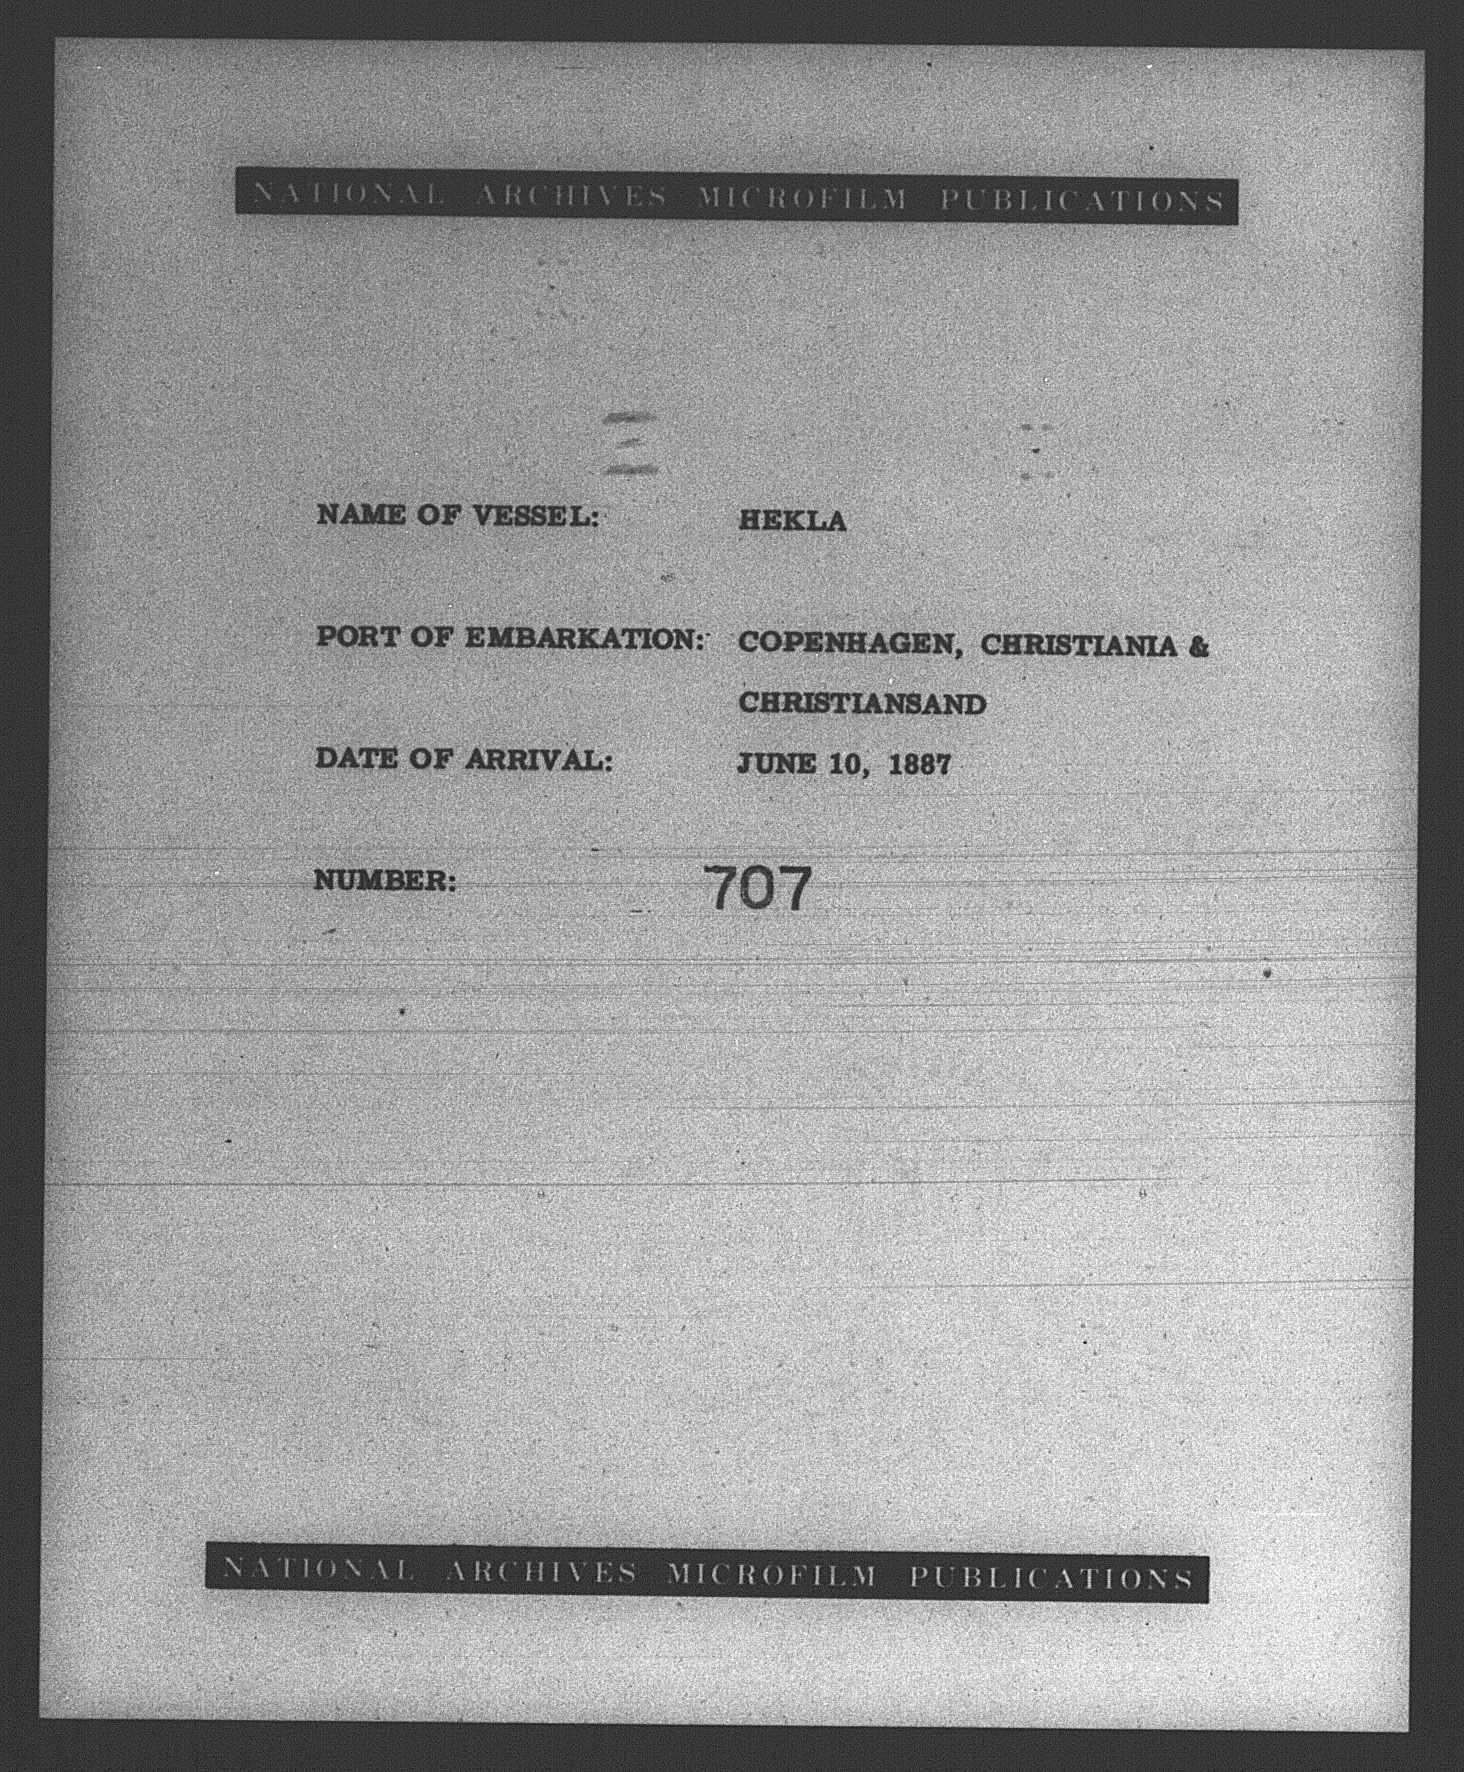 NATIONAL ARCHIVES MICROFILM PUBLICATIONS
NAME OF VESSEL: HEKLA
PORT OF EMBARKATION: COPENHAGEN, CHRISTIANIA &
CHRISTIANSAND
DATE OF ARRIVAL: JUNE 10, 1887
NUMBER: 707
NATIONAL ARCHIVES MICROFILM PUBLICATIONS